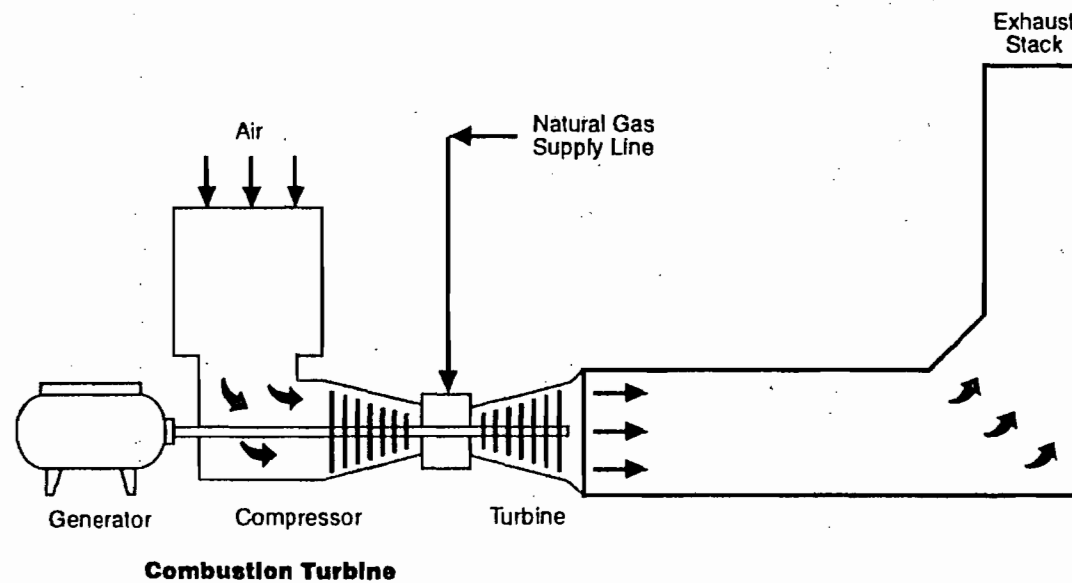 Exhaust
Stack
Air
Natural Gas
Supply Line
Generator
Compressor
Turbine
Combustion Turbine